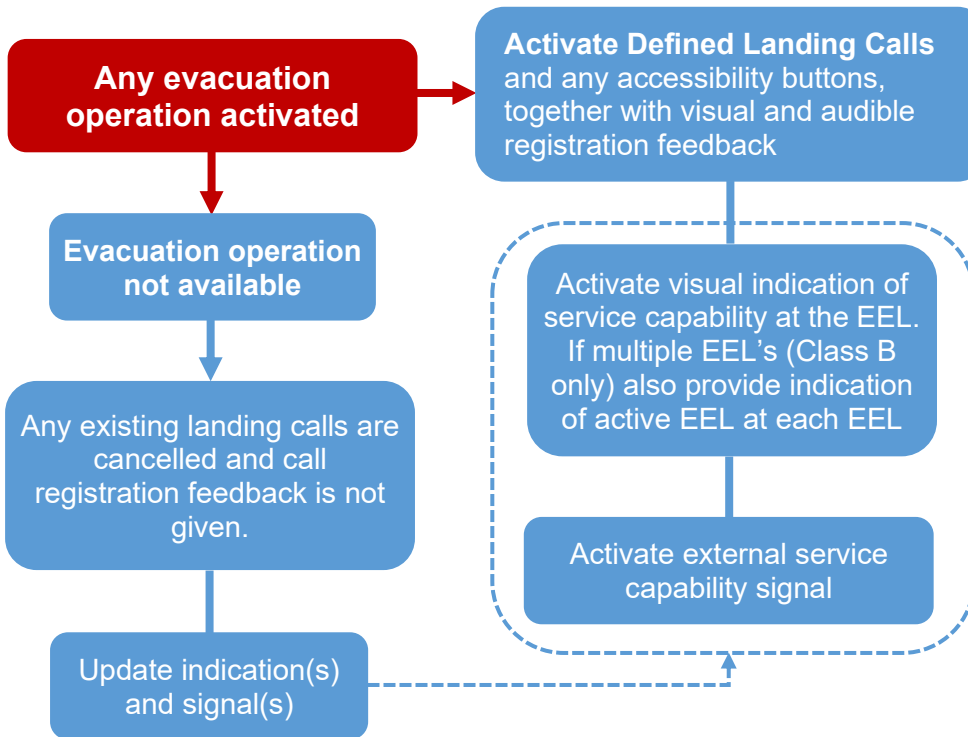 Any evacuation
operation activated
Activate Defined Landing Calls
and any accessibility buttons,
together with visual and audible
registration feedback
Evacuation operation
not available
Activate visual indication of
service capability at the EEL.
If multiple EEL’s (Class B
only) also provide indication
of active EEL at each EEL
Any existing landing calls are
cancelled and call
registration feedback is not
given.
Activate external service
capability signal
Update indication(s)
and signal(s)